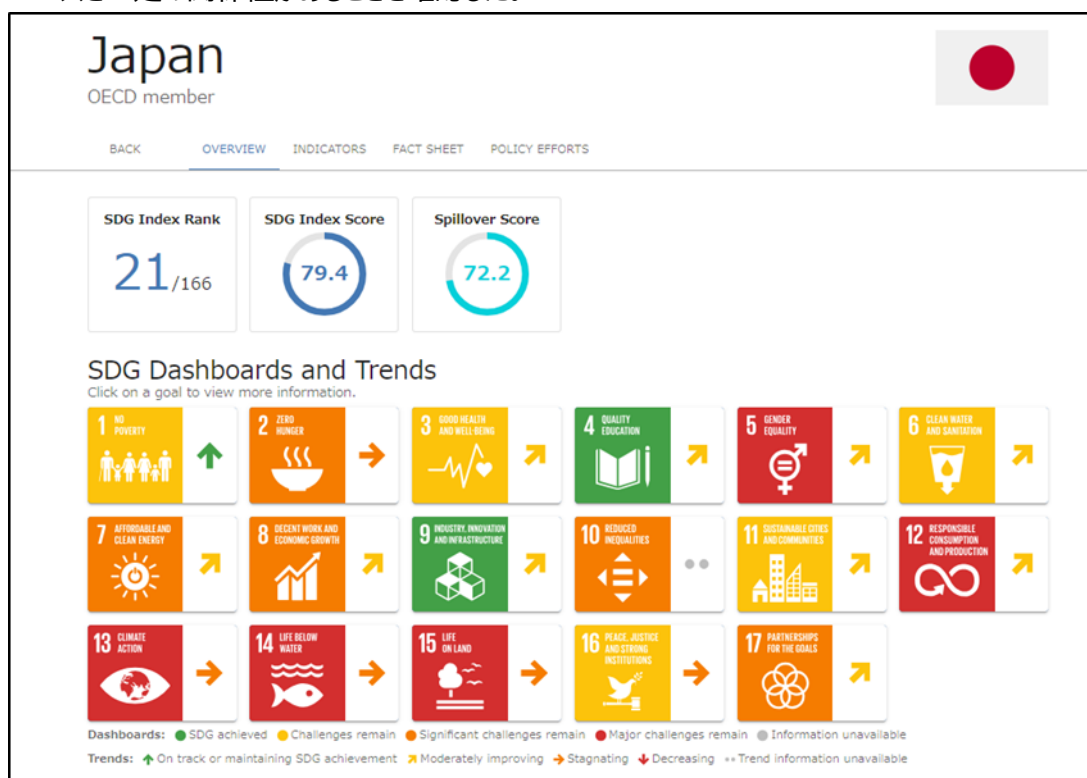 Japan
OECD member
BACK OVERVIEW INDICATORS FACT SHEET POLICY EFFORTS
SDG Index Rank
21/166
SDG Index Score
79.4
Spillover Score
72.2
SDG Dashboards and Trends
Click on a goal to view more information.
1 NO
POVERTY
2 ZERO
HUNGER
3 GOOD HEALTH
AND WELL-BEING
4 QUALITY
EDUCATION
5 GENDER
EQUALITY
6 CLEAN WATER
AND SANITATION
7 AFFORDABLE AND
CLEAN ENERGY
8 DECENT WORK AND
ECONOMIC GROWTH
9 INDUSTRY, INNOVATION
AND INFRASTRUCTURE
10 REDUCED
INEQUALITIES
11 SUSTAINABLE CITIES
AND COMMUNITIES
12 RESPONSIBLE
CONSUMPTION
AND PRODUCTION
13 CLIMATE
ACTION
14 LIFE BELOW
WATER
15 LIFE
ON LAND
16 PEACE, JUSTICE
AND STRONG
INSTITUTIONS
17 PARTNERSHIPS
FOR THE GOALS
Dashboards: SDG achieved Challenges remain Significant challenges remain Major challenges remain Information unavailable
Trends: On track or maintaining SDG achievement Moderately improving Stagnating Decreasing Trend information unavailable